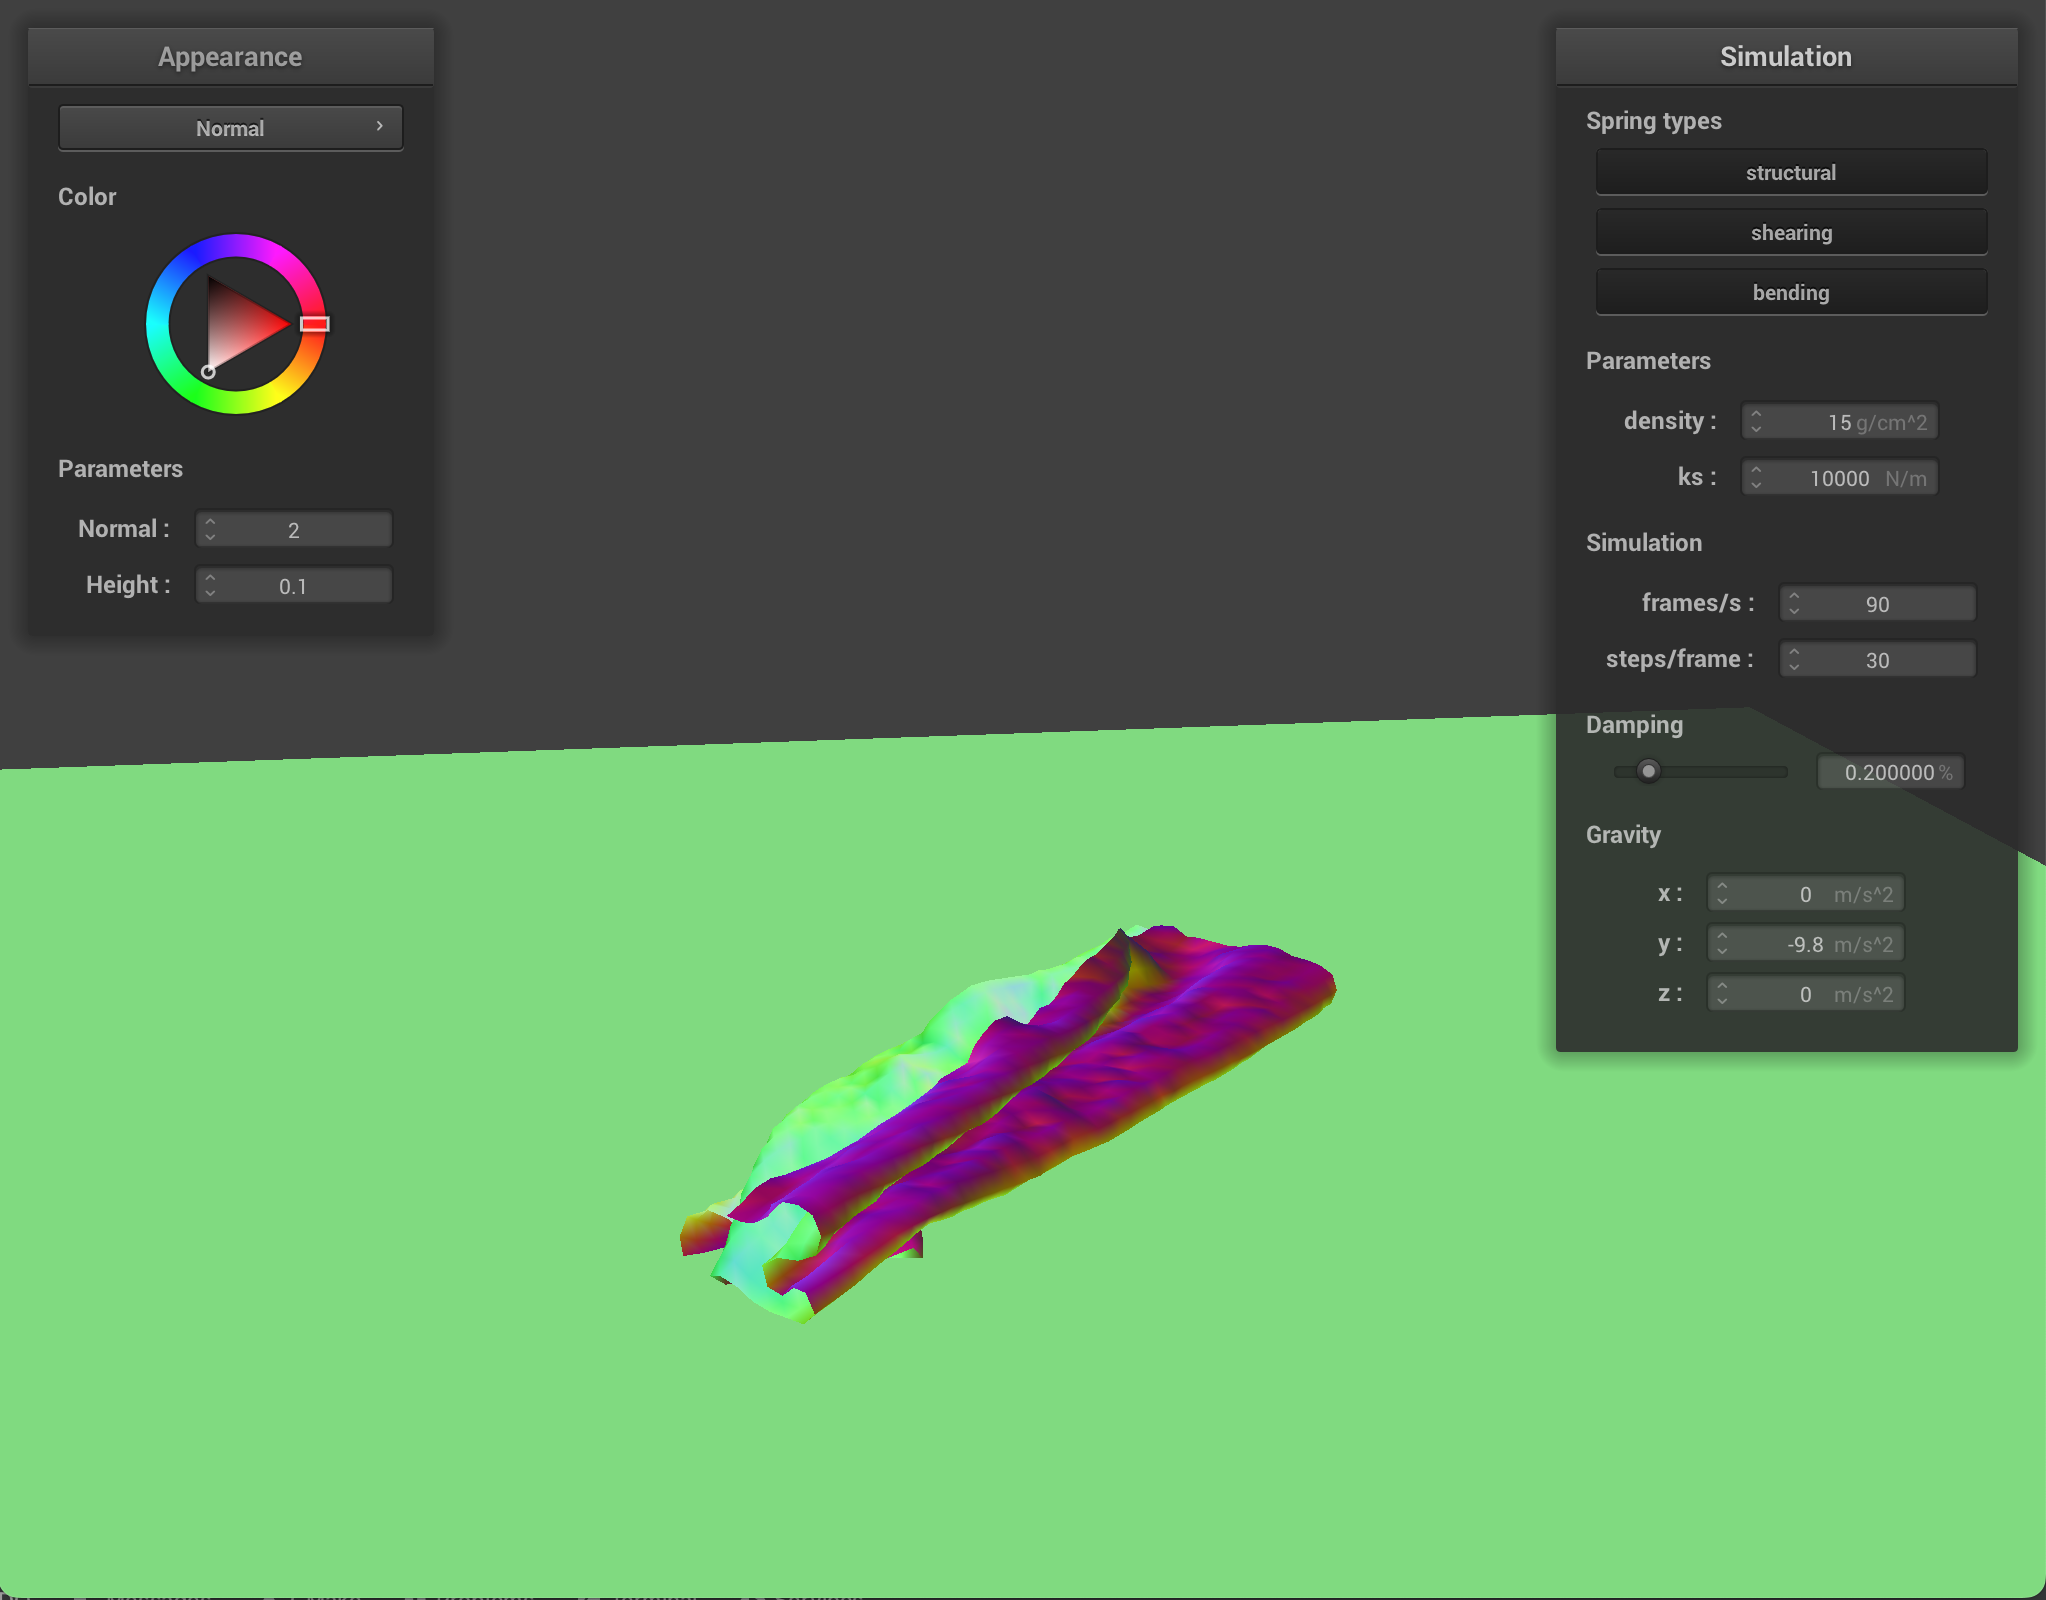 Appearance
Normal
Color
Parameters
Normal : 2
Height : 0.1
Simulation
Spring types
structural
shearing
bending
Parameters
density : 15 g/cm^2
ks : 10000 N/m
Simulation
frames/s : 90
steps/frame : 30
Damping
0.200000 %
Gravity
x : 0 m/s^2
y : -9.8 m/s^2
z : 0 m/s^2